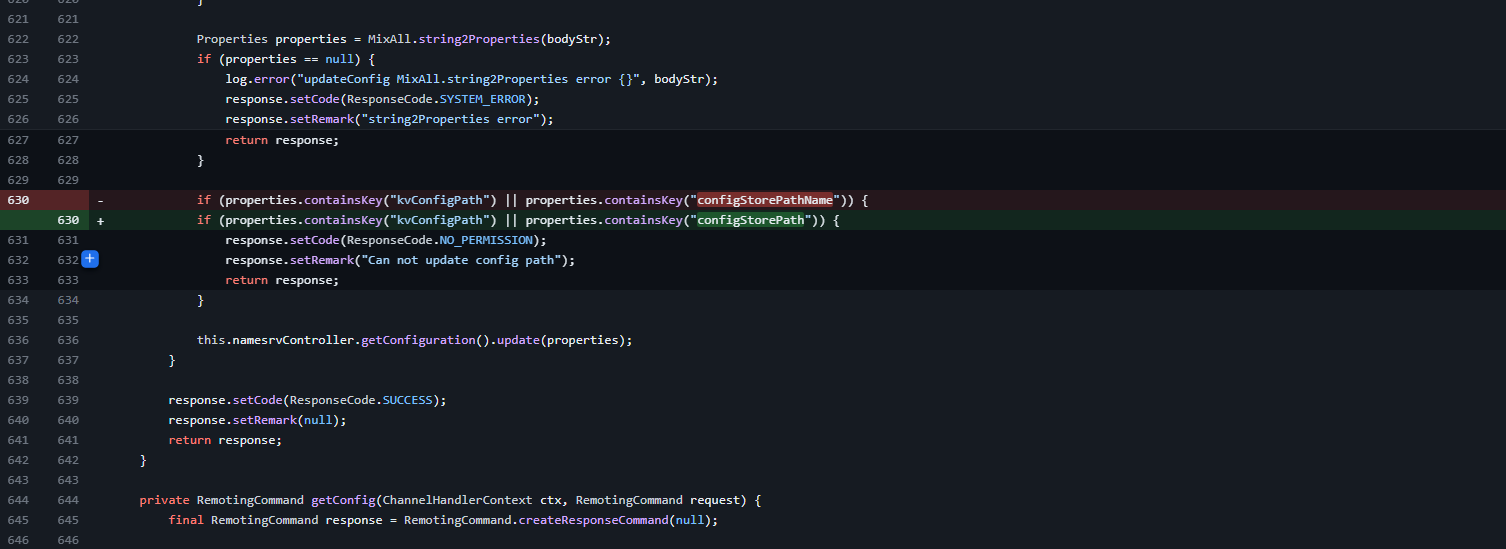 620 620 }
621 621
622 622 Properties properties = MixAll.string2Properties(bodyStr);
623 623 if (properties == null) {
624 624 log.error("updateConfig MixAll.string2Properties error {}", bodyStr);
625 625 response.setCode(ResponseCode.SYSTEM_ERROR);
626 626 response.setRemark("string2Properties error");
627 627 return response;
628 628 }
629 629
630 - if (properties.containsKey("kvConfigPath") || properties.containsKey("configStorePathName")) {
630 + if (properties.containsKey("kvConfigPath") || properties.containsKey("configStorePath")) {
631 631 response.setCode(ResponseCode.NO_PERMISSION);
632 632 + response.setRemark("Can not update config path");
633 633 return response;
634 634 }
635 635
636 636 this.namesrvController.getConfiguration().update(properties);
637 637 }
638 638
639 639 response.setCode(ResponseCode.SUCCESS);
640 640 response.setRemark(null);
641 641 return response;
642 642 }
643 643
644 644 private RemotingCommand getConfig(ChannelHandlerContext ctx, RemotingCommand request) {
645 645 final RemotingCommand response = RemotingCommand.createResponseCommand(null);
646 646